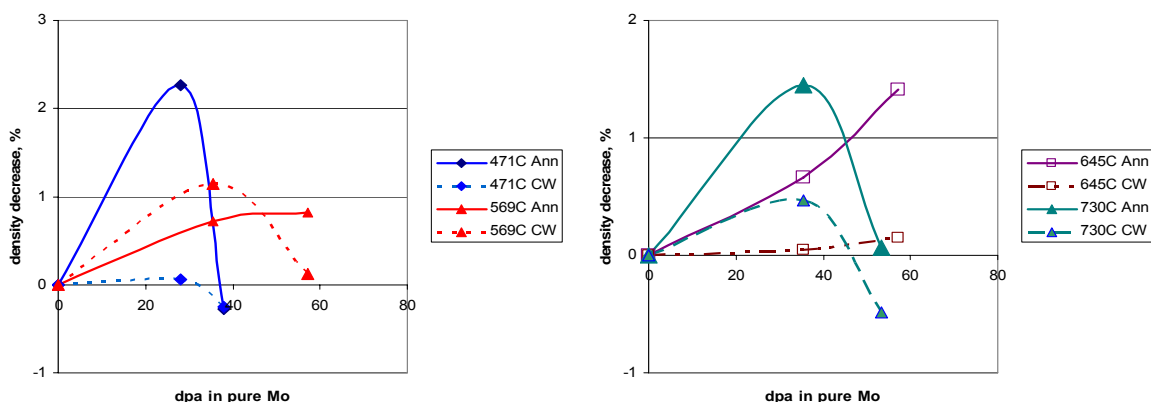 density decrease, %
3
2
1
0
-1
0
20
40
60
80
dpa in pure Mo
471C Ann
471C CW
569C Ann
569C CW
density decrease, %
2
1
0
-1
0
20
40
60
80
dpa in pure Mo
645C Ann
645C CW
730C Ann
730C CW